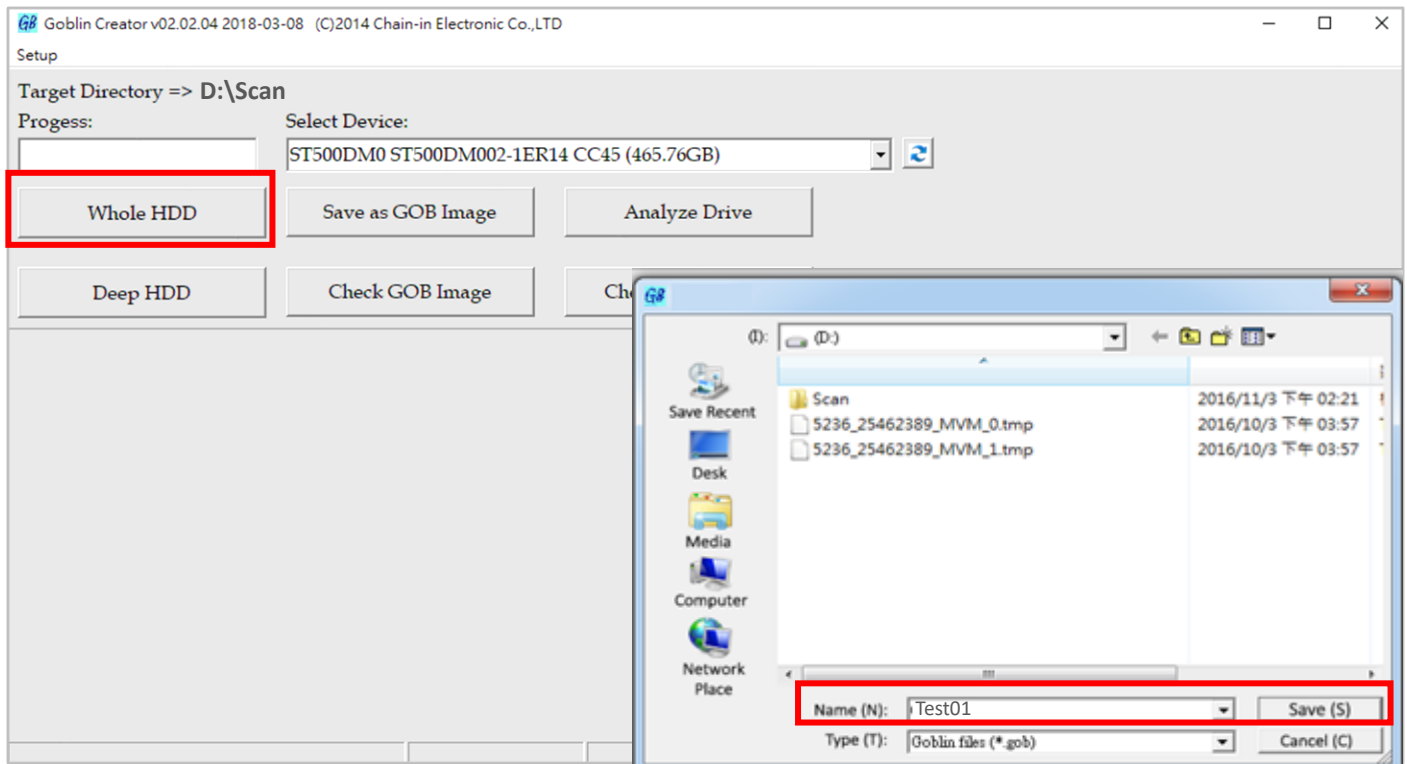 GB Goblin Creator v02.02.04 2018-03-08 (C)2014 Chain-in Electronic Co.,LTD
Setup
Target Directory => D:\Scan
Progess:
Select Device:
ST500DM0 ST500DM002-1ER14 CC45 (465.76GB)
Whole HDD
Save as GOB Image
Analyze Drive
Deep HDD
Check GOB Image
GB
(I):
(D:)
Save Recent
Desk
Media
Computer
Network
Place
Scan 2016/11/3 下午 02:21
5236_25462389_MVM_0.tmp 2016/10/3 下午 03:57
5236_25462389_MVM_1.tmp 2016/10/3 下午 03:57
Name (N): Test01 Save (S)
Type (T): Goblin files (*.gob) Cancel (C)